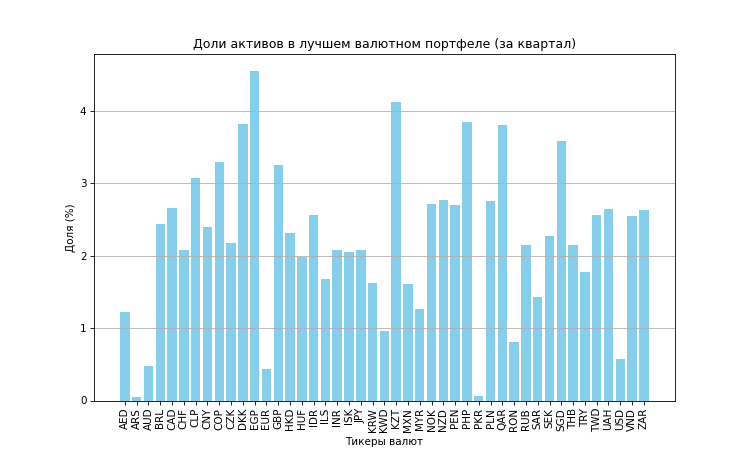 Доли активов в лучшем валютном портфеле (за квартал)
Доля (%)
4
3
2
1
0
AED ARS AUD BRL CAD CHF CLP CNY COP CZK DKK EGP EUR GBP HKD HUF IDR ILS INR ISK JPY KRW KWD KZT MXN MYR NOK NZD PEN PHP PKR PLN QAR RON RUB SAR SEK SGD THB TRY TWD UAH USD VND ZAR
Тикеры валют